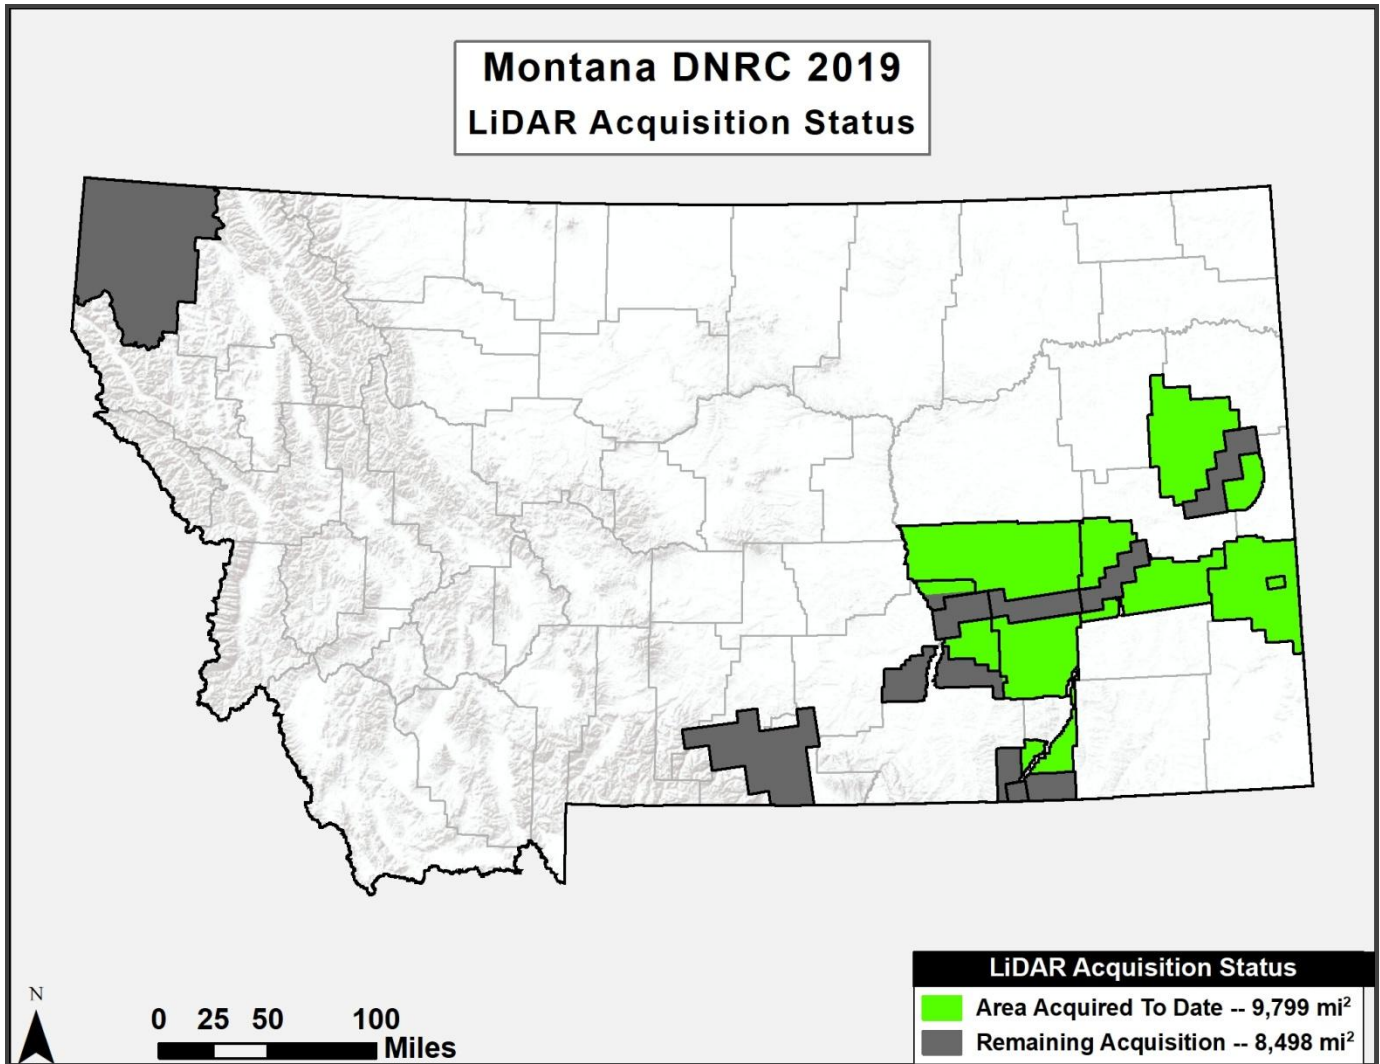 Montana DNRC 2019
LiDAR Acquisition Status
N
0 25 50 100
Miles
LiDAR Acquisition Status
Area Acquired To Date -- 9,799 mi²
Remaining Acquisition -- 8,498 mi²